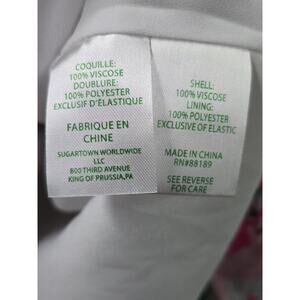 COQUILLE:
100% VISCOSE
DOUBLURE:
100% POLYESTER
EXCLUSIF D'ÉLASTIQUE
FABRIQUE EN
CHINE
SUGARTOWN WORLDWIDE
LLC
800 THIRD AVENUE
KING OF PRUSSIA,PA
SHELL:
100% VISCOSE
LINING:
100% POLYESTER
EXCLUSIVE OF ELASTIC
MADE IN CHINA
RN#88189
SEE REVERSE
FOR CARE